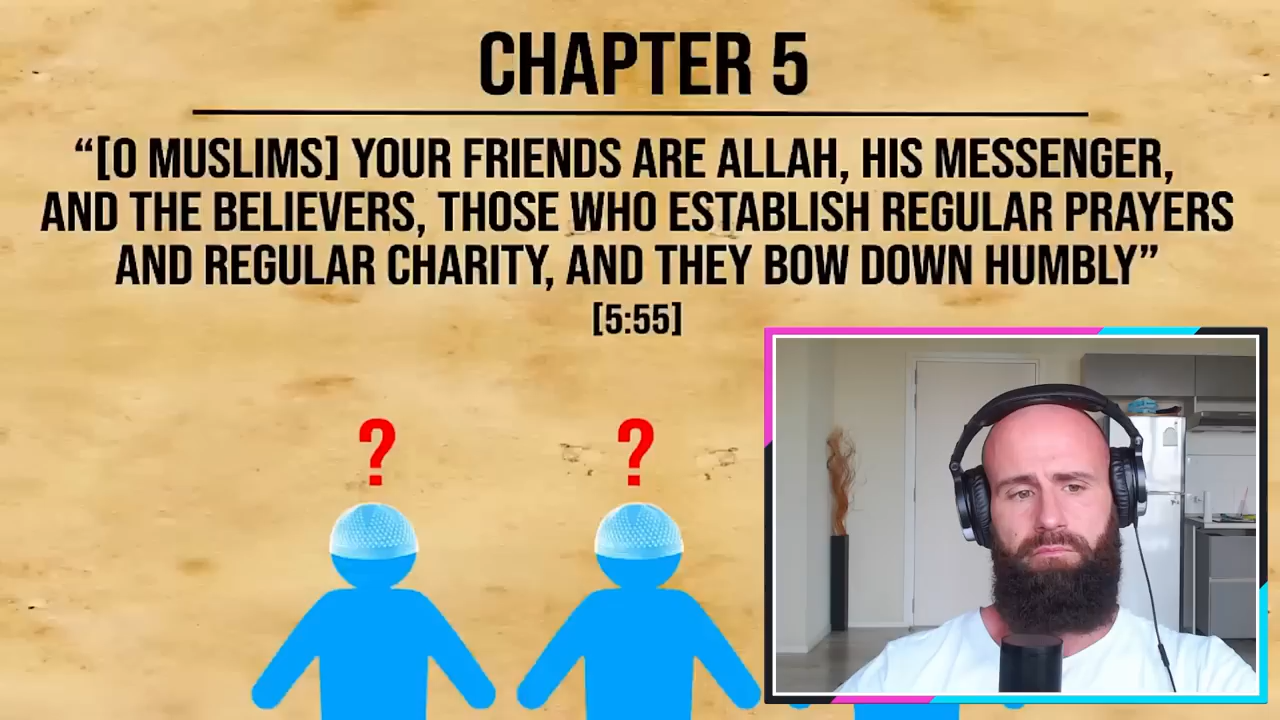 CHAPTER 5
“[O MUSLIMS] YOUR FRIENDS ARE ALLAH, HIS MESSENGER,
AND THE BELIEVERS, THOSE WHO ESTABLISH REGULAR PRAYERS
AND REGULAR CHARITY, AND THEY BOW DOWN HUMBLY”
[5:55]
? ?